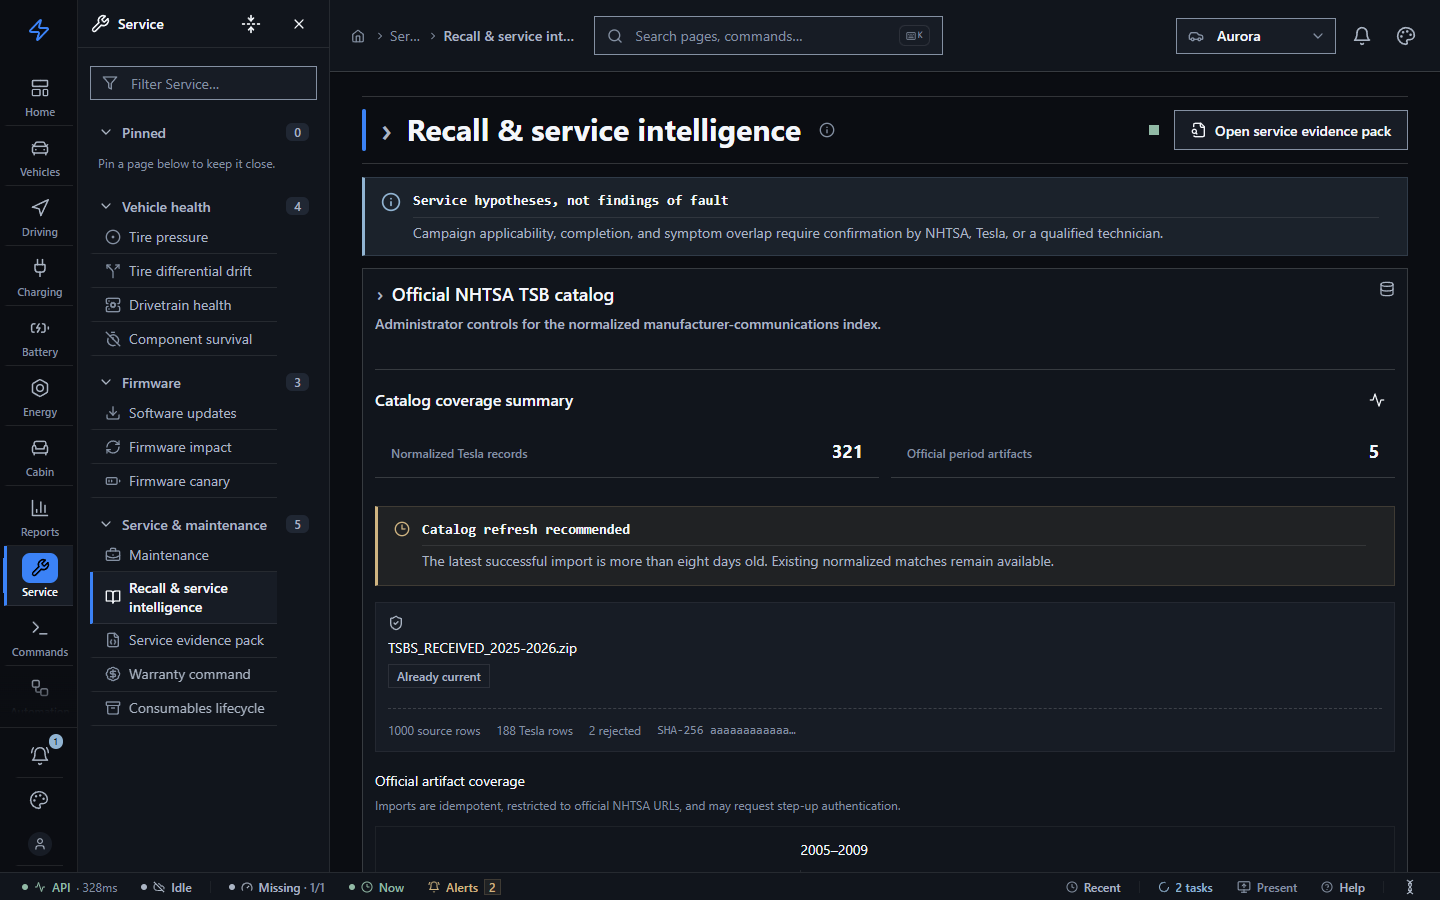 Service
Ser...
Recall & service int...
Search pages, commands...
K
Aurora
Home
Vehicles
Driving
Charging
Battery
Energy
Cabin
Reports
Service
Commands
1
Filter Service...
Pinned
0
Pin a page below to keep it close.
Vehicle health
4
Tire pressure
Tire differential drift
Drivetrain health
Component survival
Firmware
3
Software updates
Firmware impact
Firmware canary
Service & maintenance
5
Maintenance
Recall & service
intelligence
Service evidence pack
Warranty command
Consumables lifecycle
Recall & service intelligence
Open service evidence pack
Service hypotheses, not findings of fault
Campaign applicability, completion, and symptom overlap require confirmation by NHTSA, Tesla, or a qualified technician.
Official NHTSA TSB catalog
Administrator controls for the normalized manufacturer-communications index.
Catalog coverage summary
Normalized Tesla records
321
Official period artifacts
5
Catalog refresh recommended
The latest successful import is more than eight days old. Existing normalized matches remain available.
TSBS_RECEIVED_2025-2026.zip
Already current
1000 source rows
188 Tesla rows
2 rejected
SHA-256 aaaaaaaaaaaa…
Official artifact coverage
Imports are idempotent, restricted to official NHTSA URLs, and may request step-up authentication.
2005–2009
API · 328ms
Idle
Missing · 1/1
Now
Alerts 2
Recent
2 tasks
Present
Help